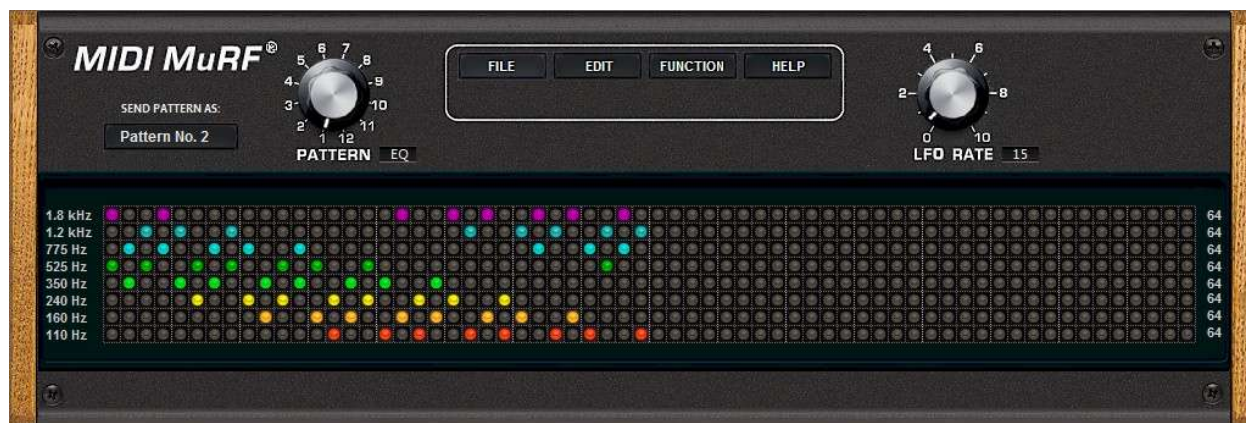 MIDI MuRF®
SEND PATTERN AS:
Pattern No. 2
1 2 3 4 5 6 7 8 9 10 11 12
PATTERN EQ
FILE EDIT FUNCTION HELP
0 2 4 6 8 10
LFO RATE 15
1.8 kHz 64
1.2 kHz 64
775 Hz 64
525 Hz 64
350 Hz 64
240 Hz 64
160 Hz 64
110 Hz 64